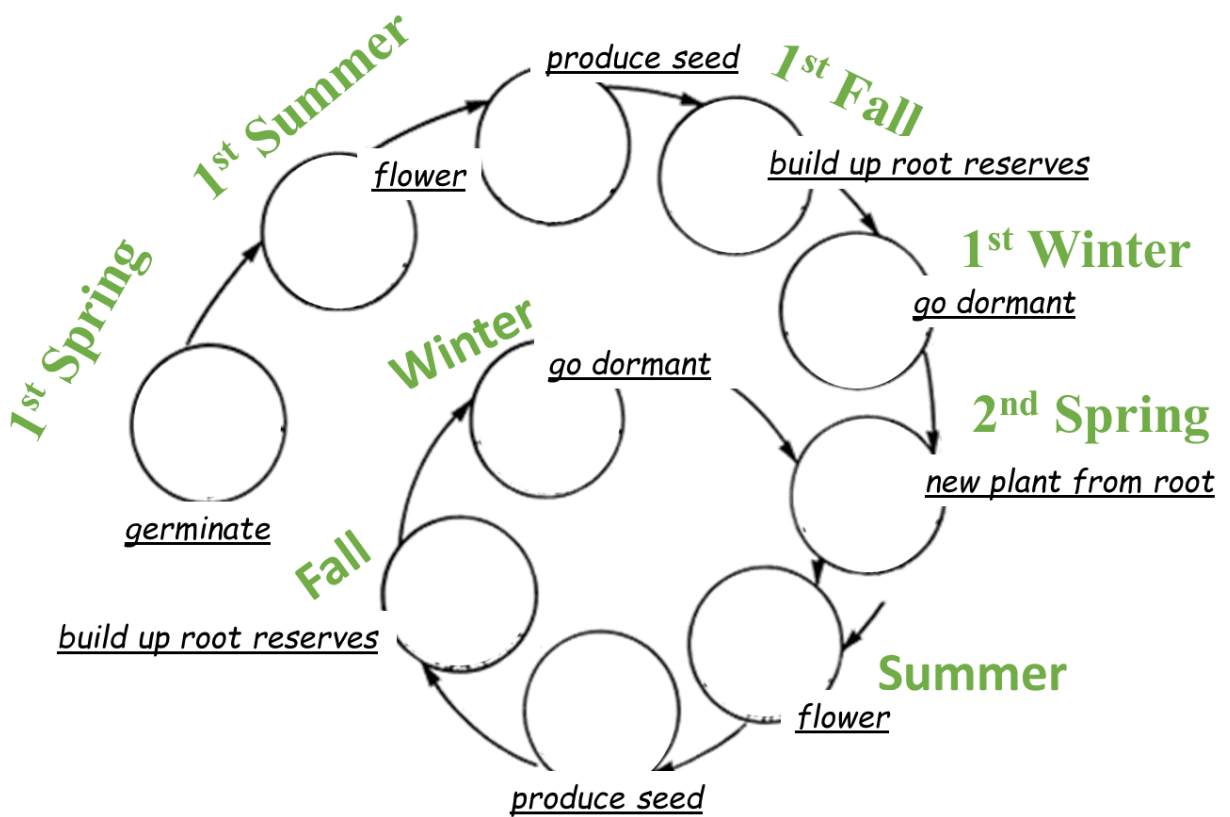 1st Spring
germinate
1st Summer
flower
produce seed
1st Fall
build up root reserves
1st Winter
go dormant
2nd Spring
new plant from root
Summer
flower
produce seed
Fall
build up root reserves
Winter
go dormant